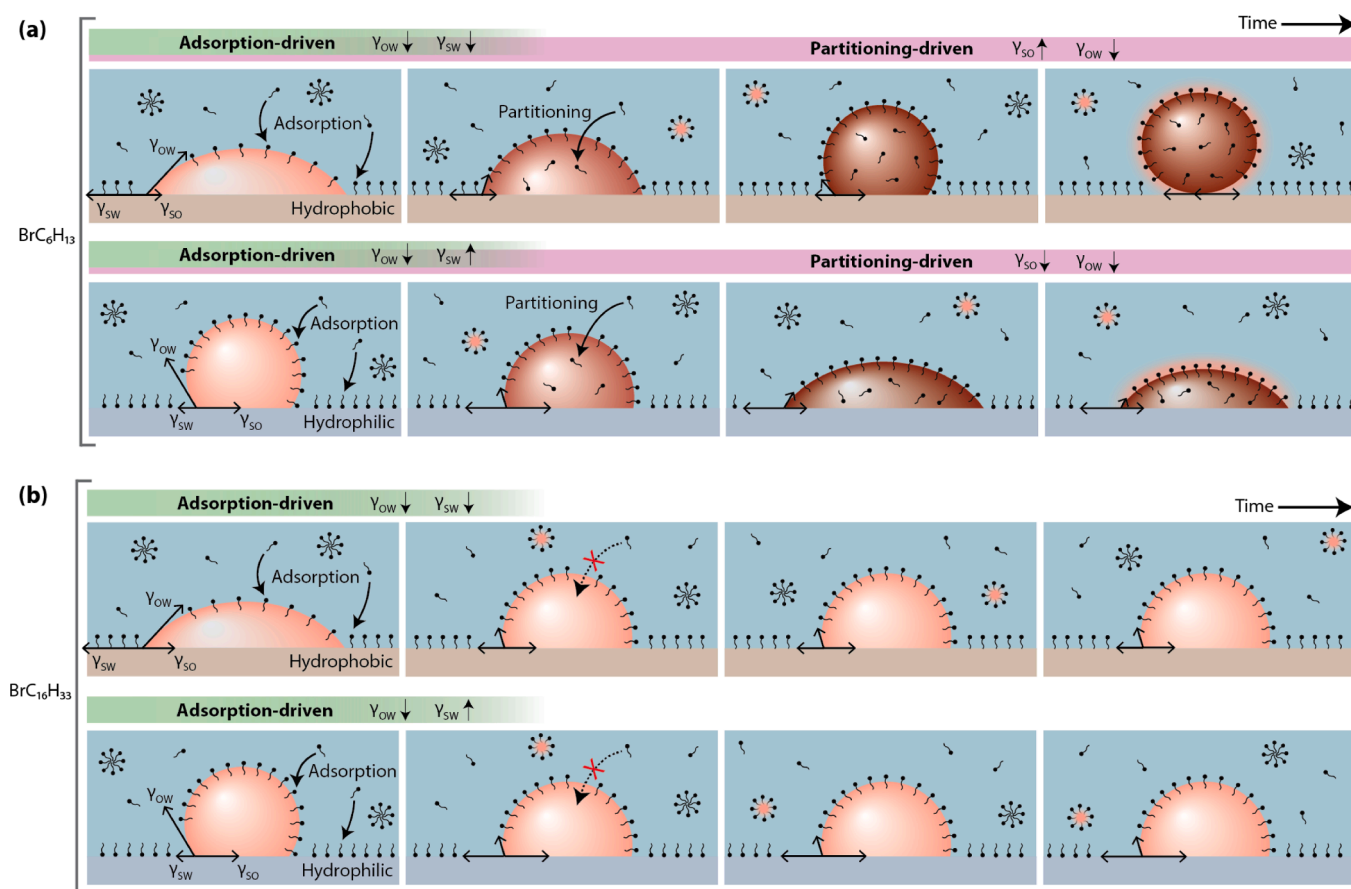 (a)
Time
Adsorption-driven γOW↓ γSW↓
Partitioning-driven γSO↑ γOW↓
Adsorption
Partitioning
γOW
γSW γSO Hydrophobic
BrC₆H₁₃
Adsorption-driven γOW↓ γSW↑
Partitioning-driven γSO↓ γOW↓
Adsorption
Partitioning
γOW
γSW γSO Hydrophilic
(b)
Adsorption-driven γOW↓ γSW↓
Time
Adsorption
γOW
γSW γSO Hydrophobic
BrC₁₆H₃₃
Adsorption-driven γOW↓ γSW↑
Adsorption
γOW
γSW γSO Hydrophilic